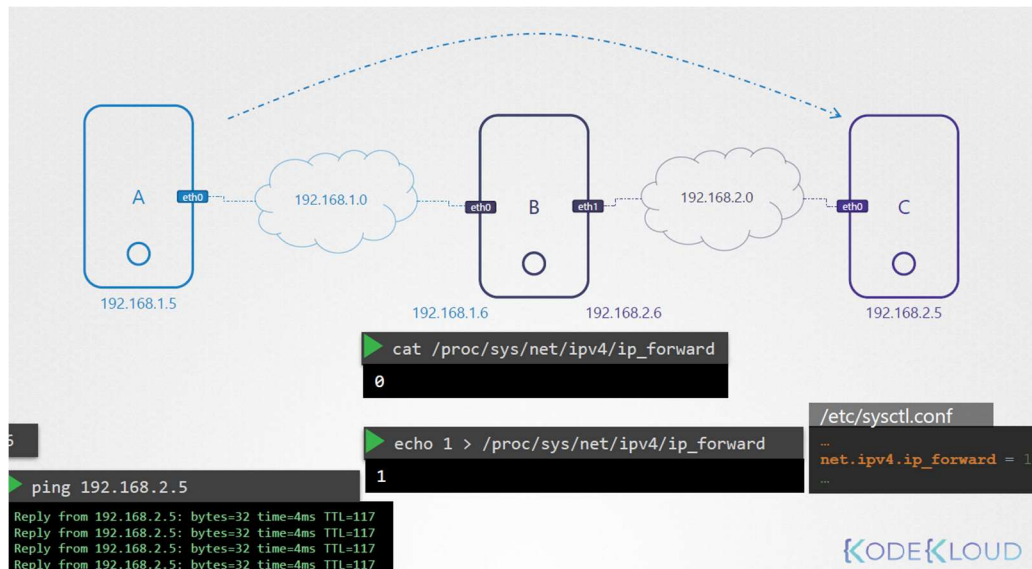 A
eth0
192.168.1.0
eth0
B
eth1
192.168.2.0
eth0
C
192.168.1.5
192.168.1.6
192.168.2.6
192.168.2.5
cat /proc/sys/net/ipv4/ip_forward
0
echo 1 > /proc/sys/net/ipv4/ip_forward
1
/etc/sysctl.conf
…
net.ipv4.ip_forward = 1
…
ping 192.168.2.5
Reply from 192.168.2.5: bytes=32 time=4ms TTL=117
Reply from 192.168.2.5: bytes=32 time=4ms TTL=117
Reply from 192.168.2.5: bytes=32 time=4ms TTL=117
Reply from 192.168.2.5: bytes=32 time=4ms TTL=117
KODEKLOUD